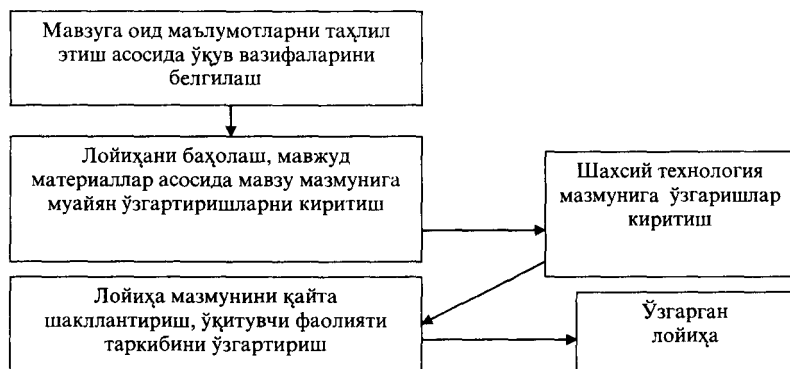 Мавзуга оид маълумотларни таҳлил
этиш асосида ўқув вазифаларини
белгилаш
Лойиҳани баҳолаш, мавжуд
материаллар асосида мавзу мазмунига
муайян ўзгартиришларни киритиш
Шахсий технология
мазмунига ўзгаришлар
киритиш
Лойиҳа мазмунини қайта
шакллантириш, ўқитувчи фаолияти
таркибини ўзгартириш
Ўзгарган
лойиҳа